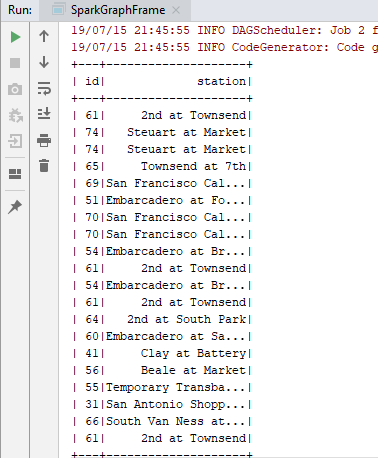 Run: SparkGraphFrame ×
19/07/15 21:45:55 INFO DAGScheduler: Job 2 f
19/07/15 21:45:55 INFO CodeGenerator: Code g
+---+--------------------+
| id|             station|
+---+--------------------+
| 61|     2nd at Townsend|
| 74|   Steuart at Market|
| 74|   Steuart at Market|
| 65|     Townsend at 7th|
| 69|San Francisco Cal...|
| 51|Embarcadero at Fo...|
| 70|San Francisco Cal...|
| 70|San Francisco Cal...|
| 54|Embarcadero at Br...|
| 61|     2nd at Townsend|
| 54|Embarcadero at Br...|
| 61|     2nd at Townsend|
| 64|   2nd at South Park|
| 60|Embarcadero at Sa...|
| 41|     Clay at Battery|
| 56|     Beale at Market|
| 55|Temporary Transba...|
| 31|San Antonio Shopp...|
| 66|South Van Ness at...|
| 61|     2nd at Townsend|
+---+--------------------+